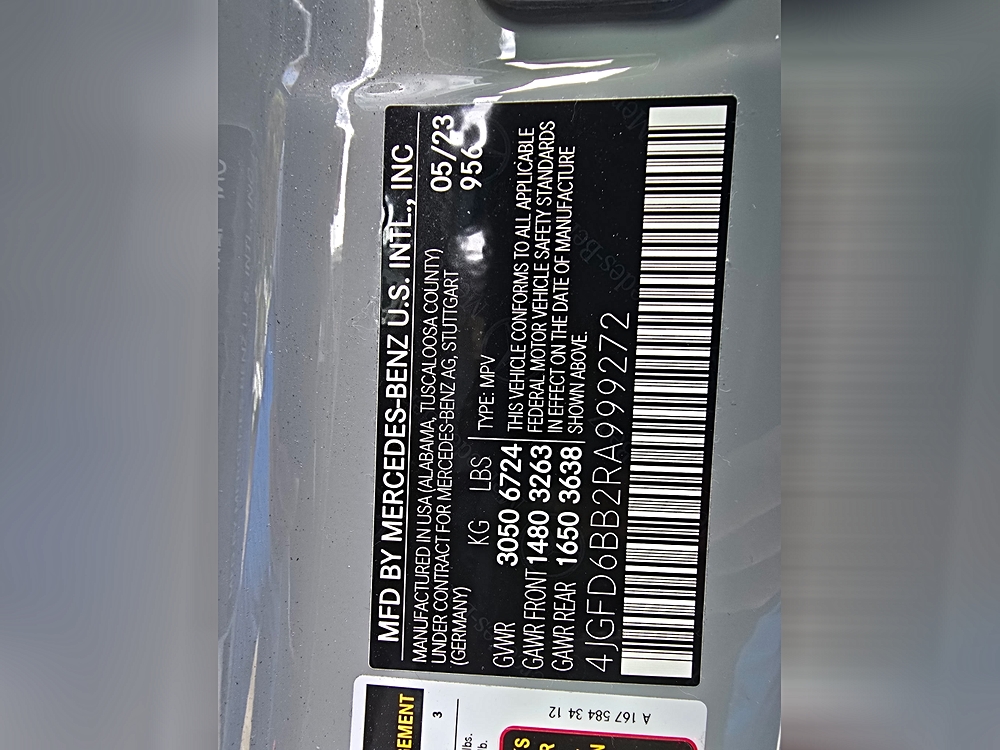 MFD BY MERCEDES-BENZ U.S. INTL., INC
MANUFACTURED IN USA (ALABAMA, TUSCALOOSA COUNTY)
UNDER CONTRACT FOR MERCEDES-BENZ AG, STUTTGART
(GERMANY)
05/23
956
KG LBS
GVWR 3050 6724
GAWR FRONT 1480 3263
GAWR REAR 1650 3638
TYPE: MPV
THIS VEHICLE CONFORMS TO ALL APPLICABLE
FEDERAL MOTOR VEHICLE SAFETY STANDARDS
IN EFFECT ON THE DATE OF MANUFACTURE
SHOWN ABOVE.
4JGFD6BB2RA999272
A 167 584 34 12
3
lbs.
lb.